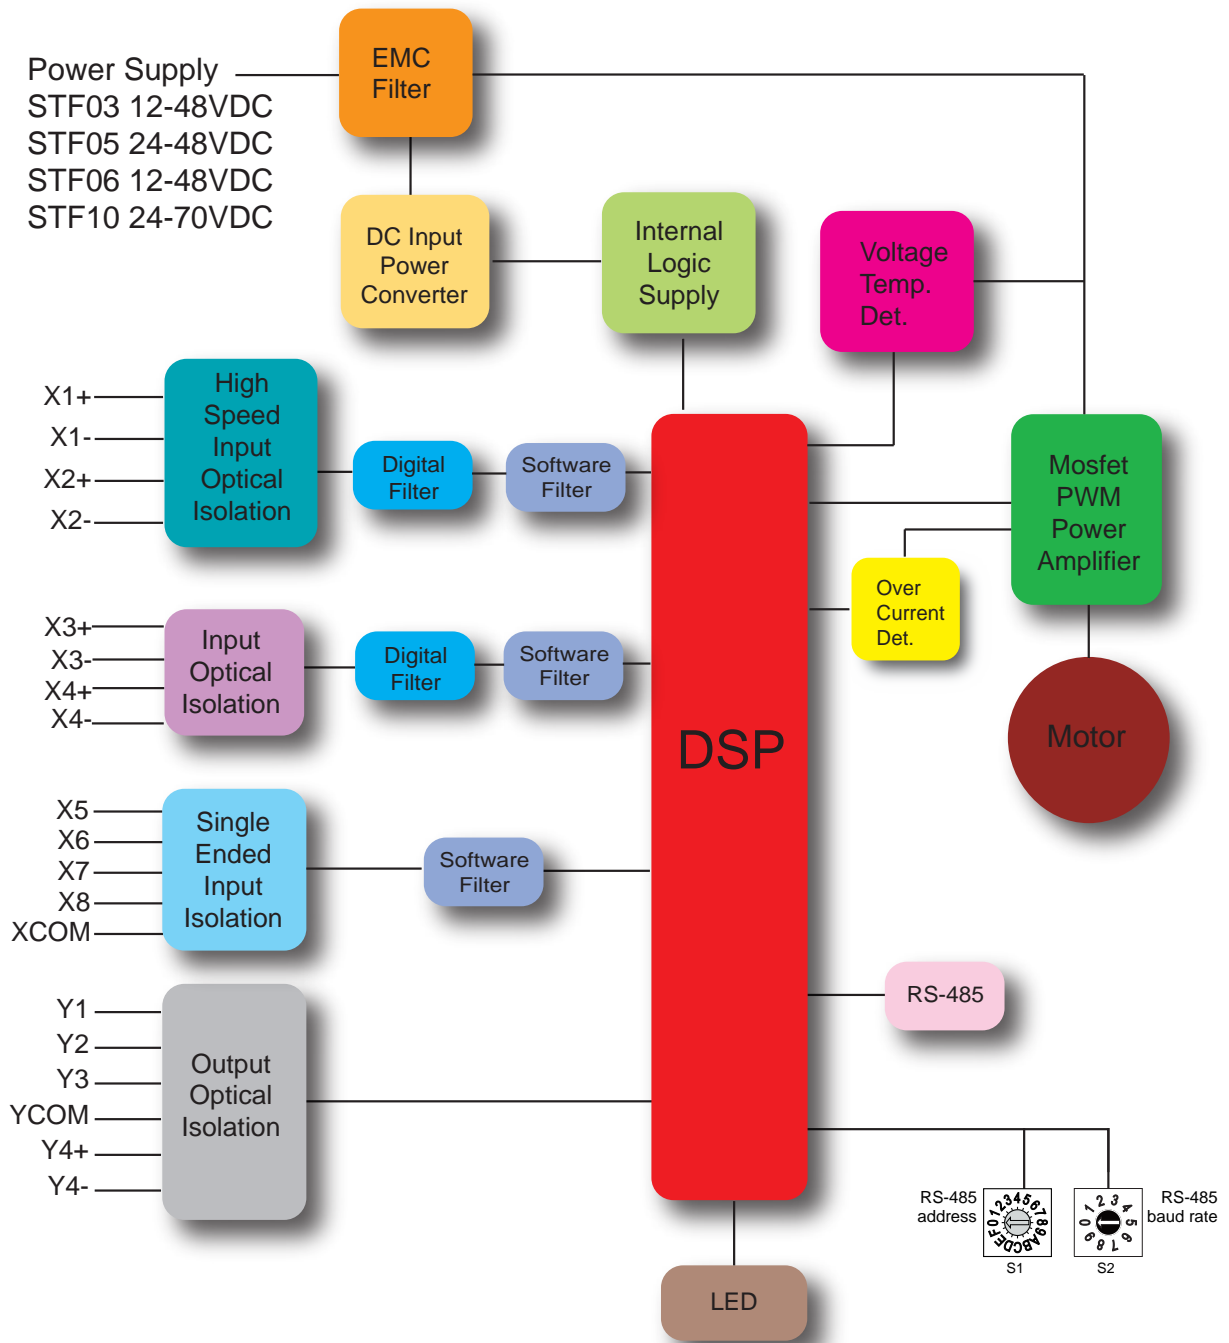 Power Supply
STF03 12-48VDC
STF05 24-48VDC
STF06 12-48VDC
STF10 24-70VDC
EMC
Filter
DC Input
Power
Converter
Internal
Logic
Supply
Voltage
Temp.
Det.
X1+
X1-
X2+
X2-
High
Speed
Input
Optical
Isolation
Digital
Filter
Software
Filter
Mosfet
PWM
Power
Amplifier
Over
Current
Det.
X3+
X3-
X4+
X4-
Input
Optical
Isolation
Digital
Filter
Software
Filter
DSP
Motor
X5
X6
X7
X8
XCOM
Single
Ended
Input
Isolation
Software
Filter
RS-485
Y1
Y2
Y3
YCOM
Y4+
Y4-
Output
Optical
Isolation
RS-485
address
0123456789ABCDEF
S1
0123456789
S2
RS-485
baud rate
LED